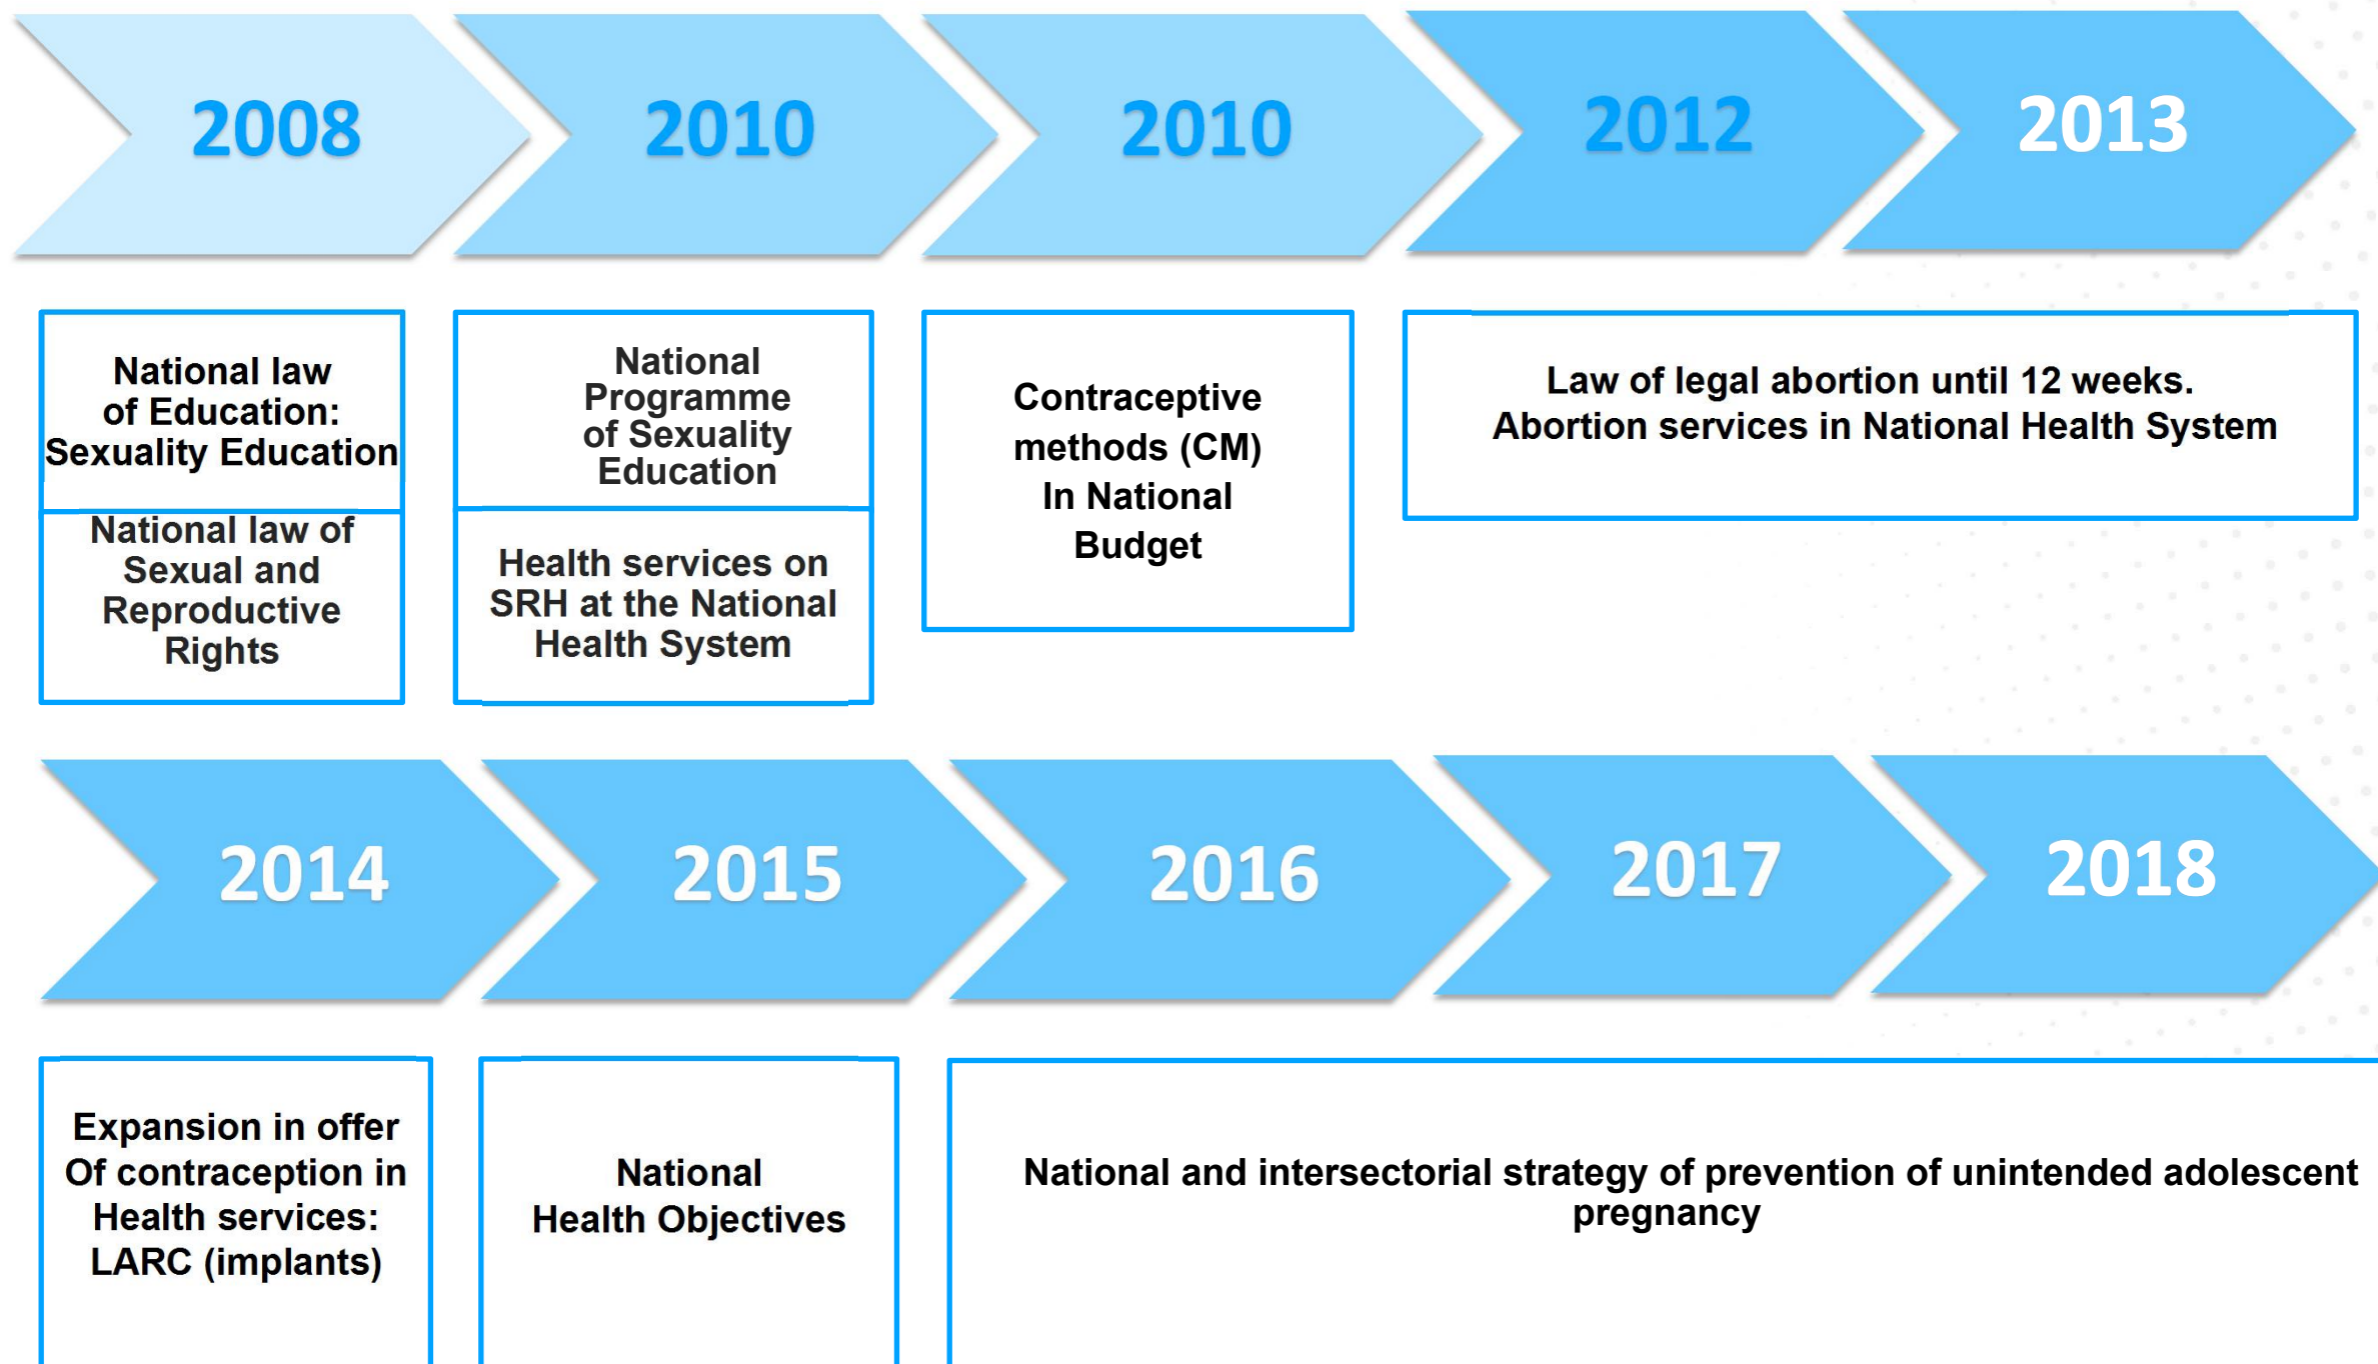 2008
2010
2010
2012
2013
National law
of Education:
Sexuality Education
National law of
Sexual and
Reproductive
Rights
National
Programme
of Sexuality
Education
Health services on
SRH at the National
Health System
Contraceptive
methods (CM)
In National
Budget
Law of legal abortion until 12 weeks.
Abortion services in National Health System
2014
2015
2016
2017
2018
Expansion in offer
Of contraception in
Health services:
LARC (implants)
National
Health Objectives
National and intersectorial strategy of prevention of unintended adolescent
pregnancy